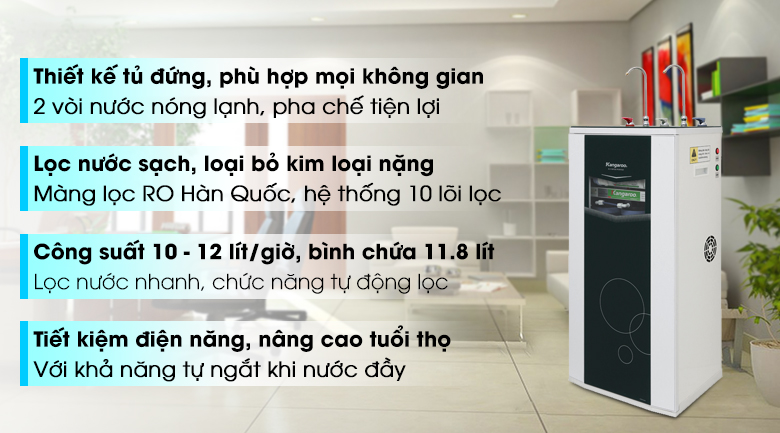 Thiết kế tủ đứng, phù hợp mọi không gian
2 vòi nước nóng lạnh, pha chế tiện lợi
Lọc nước sạch, loại bỏ kim loại nặng
Màng lọc RO Hàn Quốc, hệ thống 10 lõi lọc
Công suất 10 - 12 lít/giờ, bình chứa 11.8 lít
Lọc nước nhanh, chức năng tự động lọc
Tiết kiệm điện năng, nâng cao tuổi thọ
Với khả năng tự ngắt khi nước đầy
Kangaroo
Cangaroo